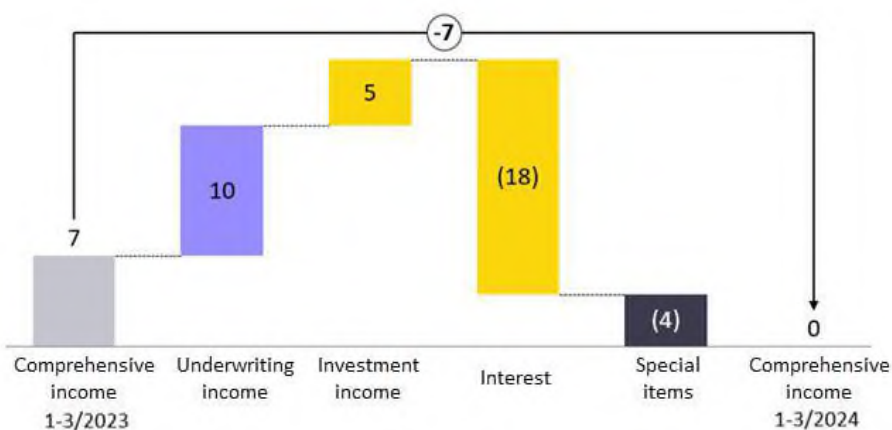 -7
5
(18)
10
7
(4)
0
Comprehensive
income
1-3/2023
Underwriting
income
Investment
income
Interest
Special
items
Comprehensive
income
1-3/2024